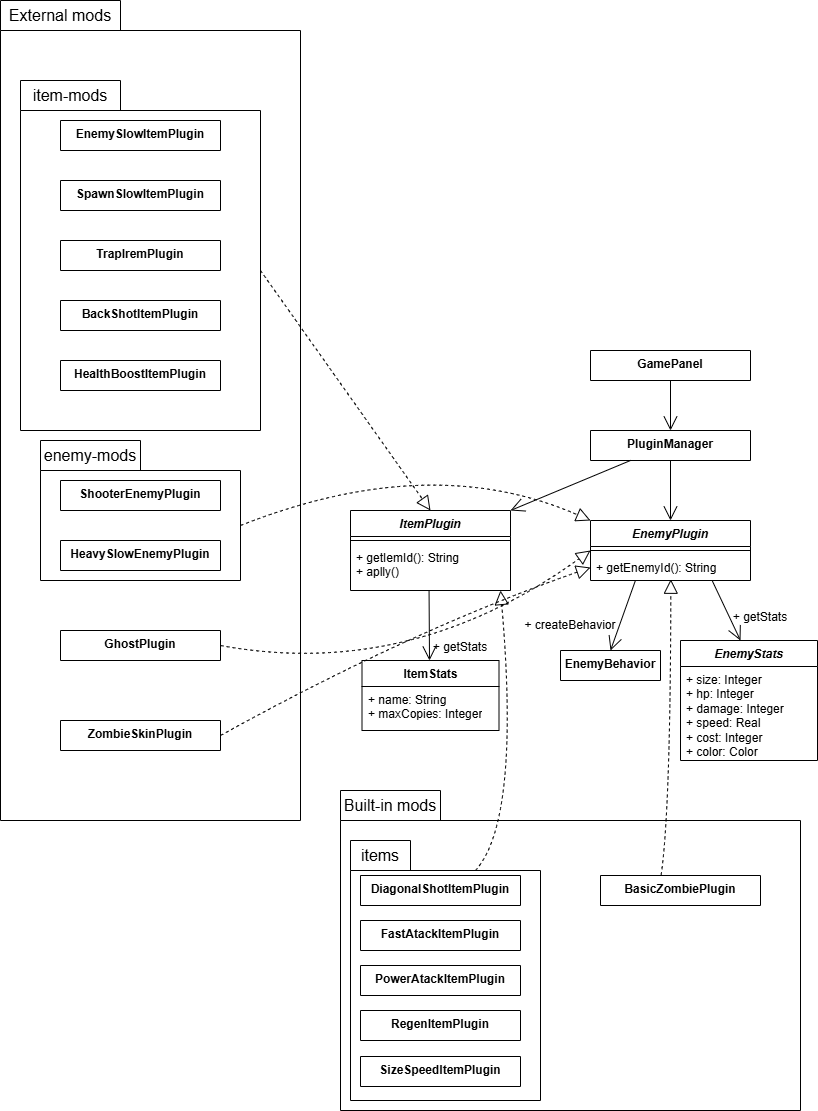 External mods
item-mods
EnemySlowItemPlugin
SpawnSlowItemPlugin
TrapIremPlugin
BackShotItemPlugin
HealthBoostItemPlugin
enemy-mods
ShooterEnemyPlugin
HeavySlowEnemyPlugin
GhostPlugin
ZombieSkinPlugin
GamePanel
PluginManager
ItemPlugin
+ getIemId(): String
+ aplly()
EnemyPlugin
+ getEnemyId(): String
+ createBehavior
+ getStats
+ getStats
ItemStats
+ name: String
+ maxCopies: Integer
EnemyBehavior
EnemyStats
+ size: Integer
+ hp: Integer
+ damage: Integer
+ speed: Real
+ cost: Integer
+ color: Color
Built-in mods
items
DiagonalShotItemPlugin
FastAtackItemPlugin
PowerAtackItemPlugin
RegenItemPlugin
SizeSpeedItemPlugin
BasicZombiePlugin